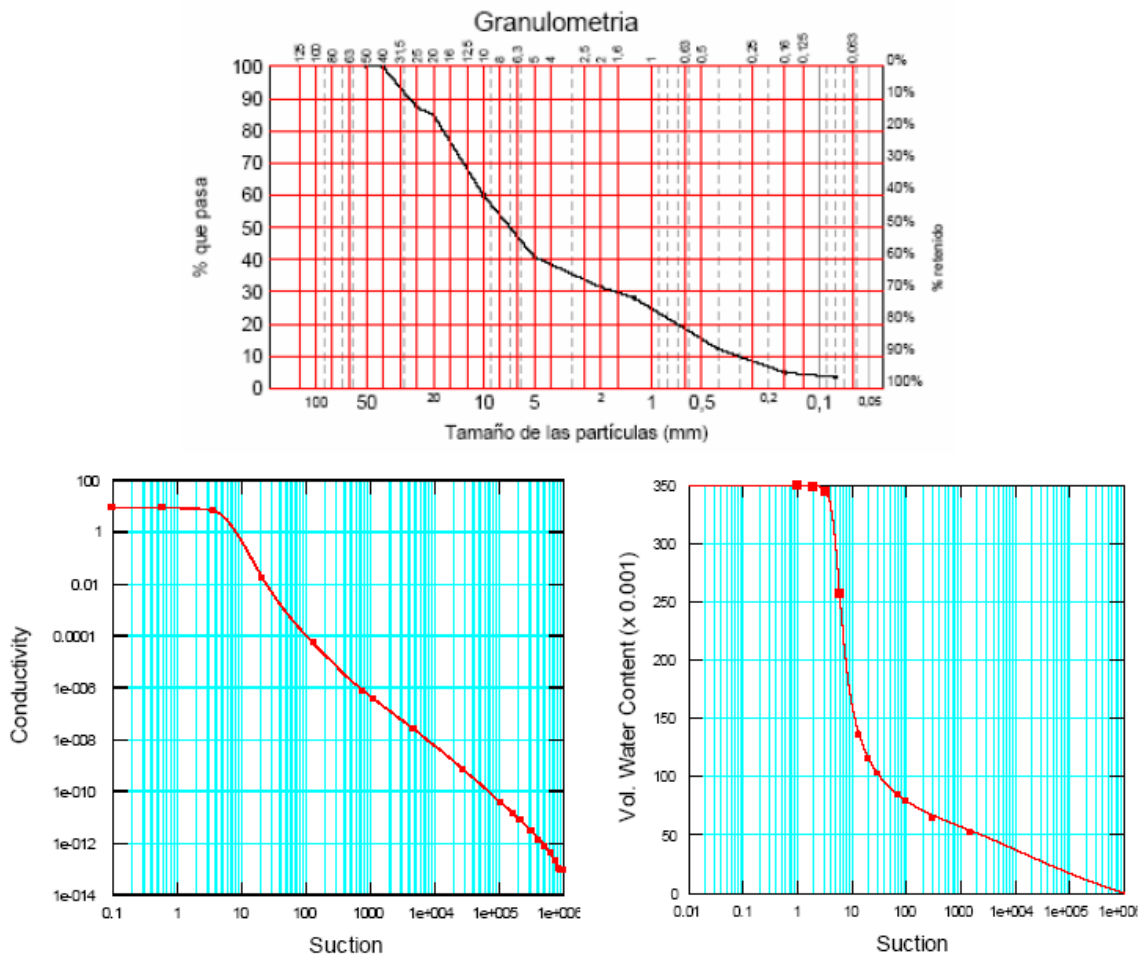 Granulometria
125 100 80 63 50 40 31,5 25 20 16 12,5 10 8 6,3 5 4 2,5 2 1,6 1 0,63 0,5 0,25 0,16 0,125 0,063
% que pasa
100 0%
90 10%
80 20%
70 30%
60 40%
50 50%
40 60%
30 70%
20 80%
10 90%
0 100%
% retenido
100 50 20 10 5 2 1 0,5 0,2 0,1 0,05
Tamaño de las partículas (mm)
Conductivity
100
1
0.01
0.0001
1e-006
1e-008
1e-010
1e-012
1e-014
0.1 1 10 100 1000 1e+004 1e+005 1e+006
Suction
Vol. Water Content (x 0.001)
350
300
250
200
150
100
50
0
0.01 0.1 1 10 100 1000 1e+004 1e+005 1e+006
Suction